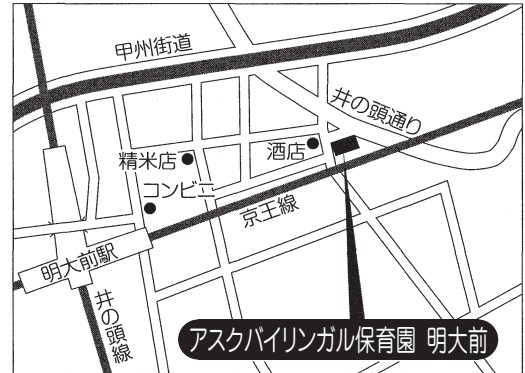 甲州街道
井の頭通り
酒店
精米店
コンビニ
京王線
明大前駅
井の頭線
アスクバイリンガル保育園 明大前